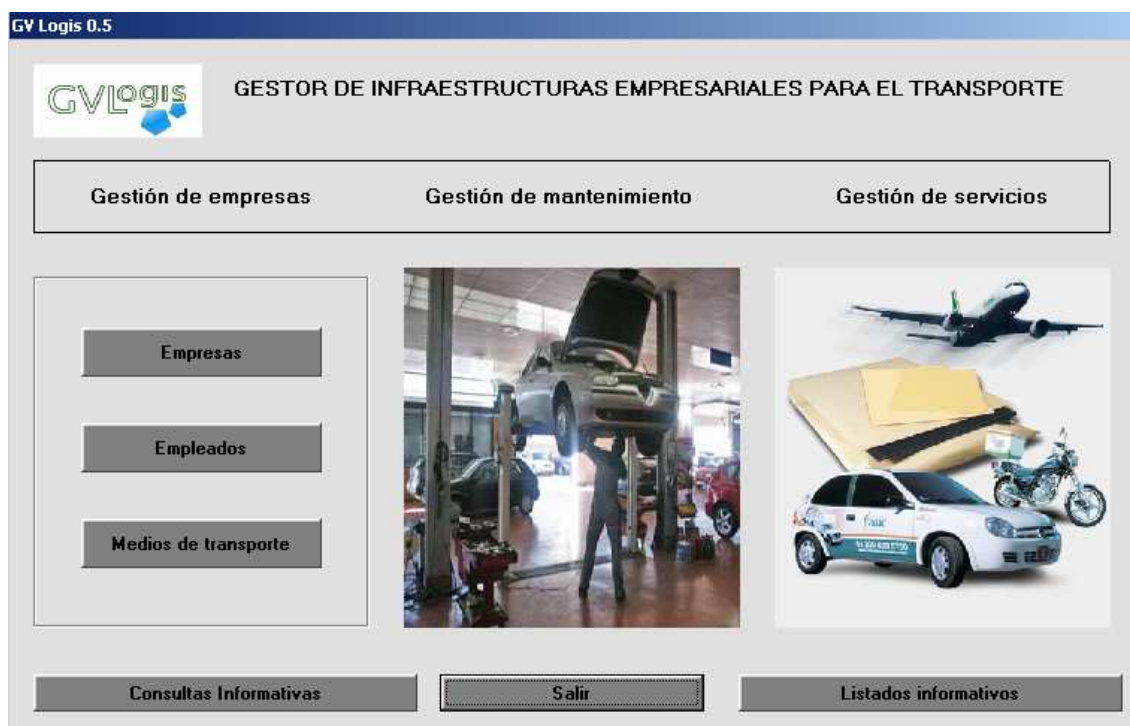 GV Logis 0.5
GVLogis
GESTOR DE INFRAESTRUCTURAS EMPRESARIALES PARA EL TRANSPORTE
Gestión de empresas
Gestión de mantenimiento
Gestión de servicios
Empresas
Empleados
Medios de transporte
Consultas Informativas
Salir
Listados informativos